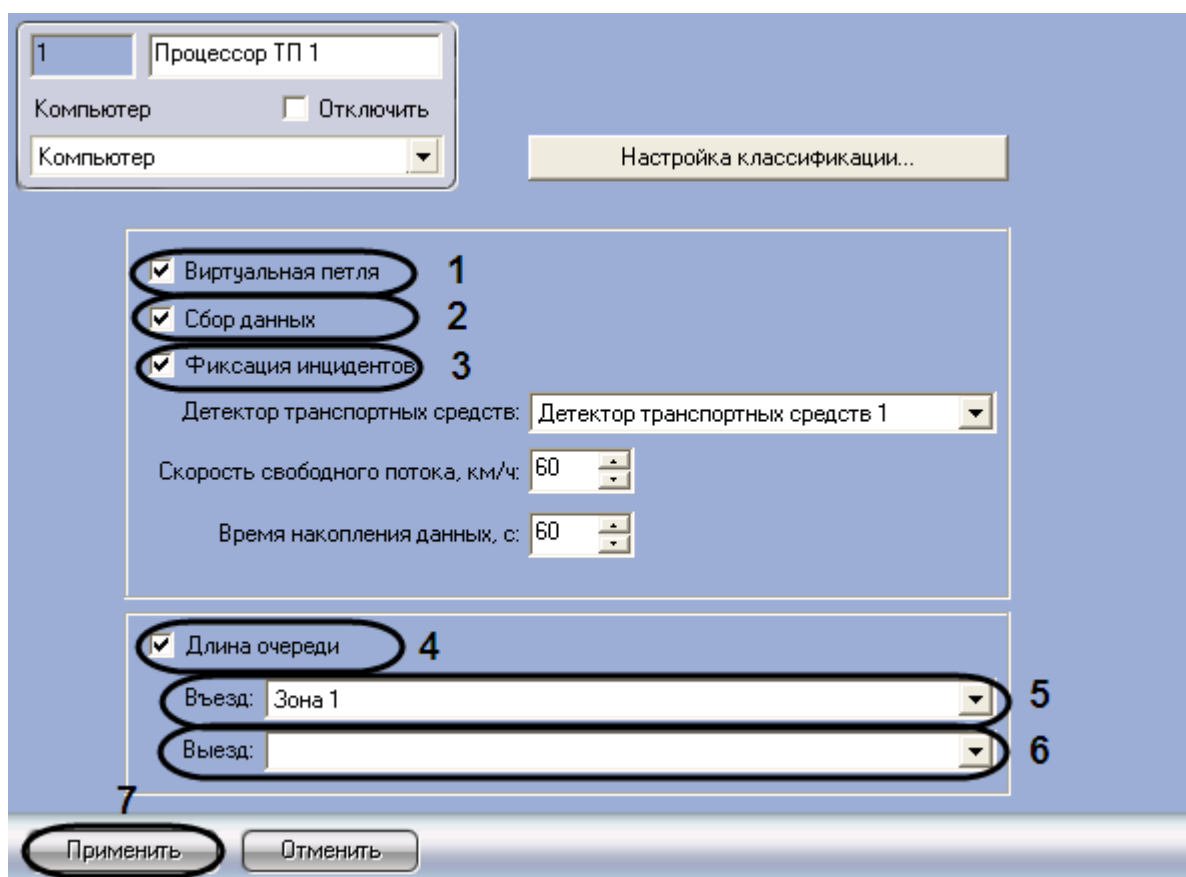 1 Процессор ТП 1
Компьютер Отключить
Компьютер
Настройка классификации...
Виртуальная петля 1
Сбор данных 2
Фиксация инцидентов 3
Детектор транспортных средств: Детектор транспортных средств 1
Скорость свободного потока, км/ч: 60
Время накопления данных, с: 60
Длина очереди 4
Въезд: Зона 1 5
Выезд: 6
7
Применить Отменить